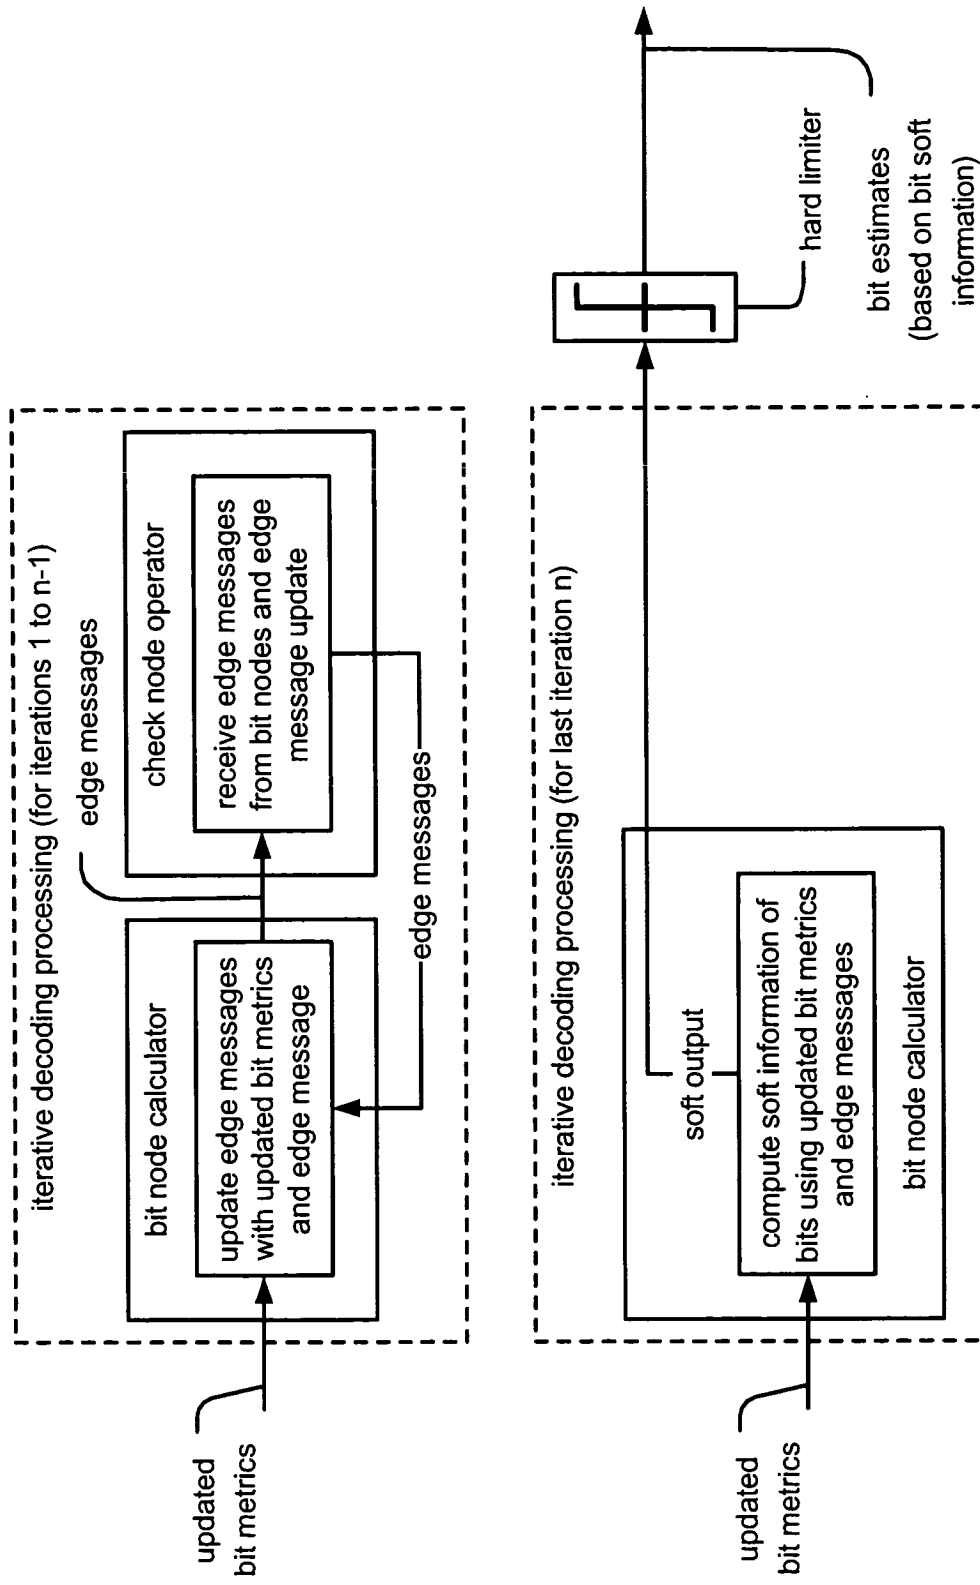 iterative decoding processing (for iterations 1 to n-1)
edge messages
bit node calculator
check node operator
update edge messages
with updated bit metrics
and edge message
receive edge messages
from bit nodes and edge
message update
updated
bit metrics
edge messages
iterative decoding processing (for last iteration n)
soft output
compute soft information of
bits using updated bit metrics
and edge messages
bit node calculator
updated
bit metrics
hard limiter
bit estimates
(based on bit soft
information)